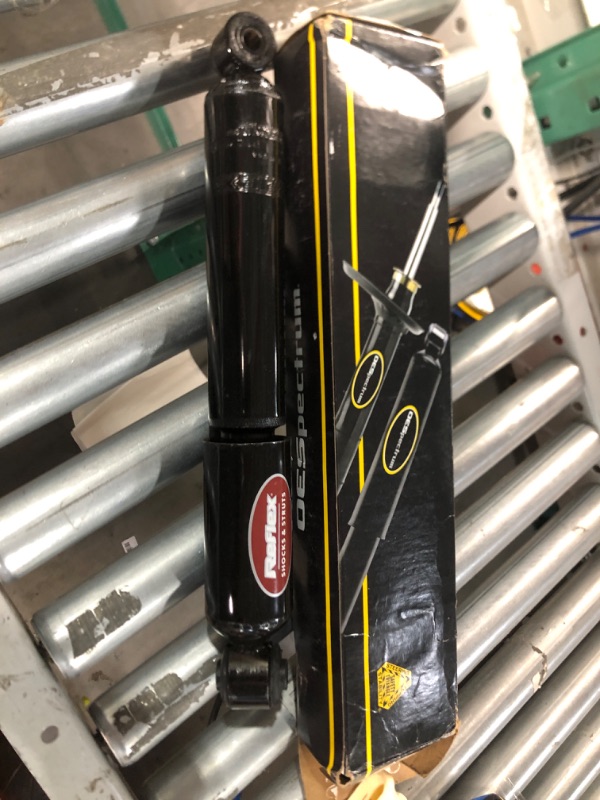 Reflex
SHOCKS & STRUTS
OESpectrum
OESpectrum
OESpectrum